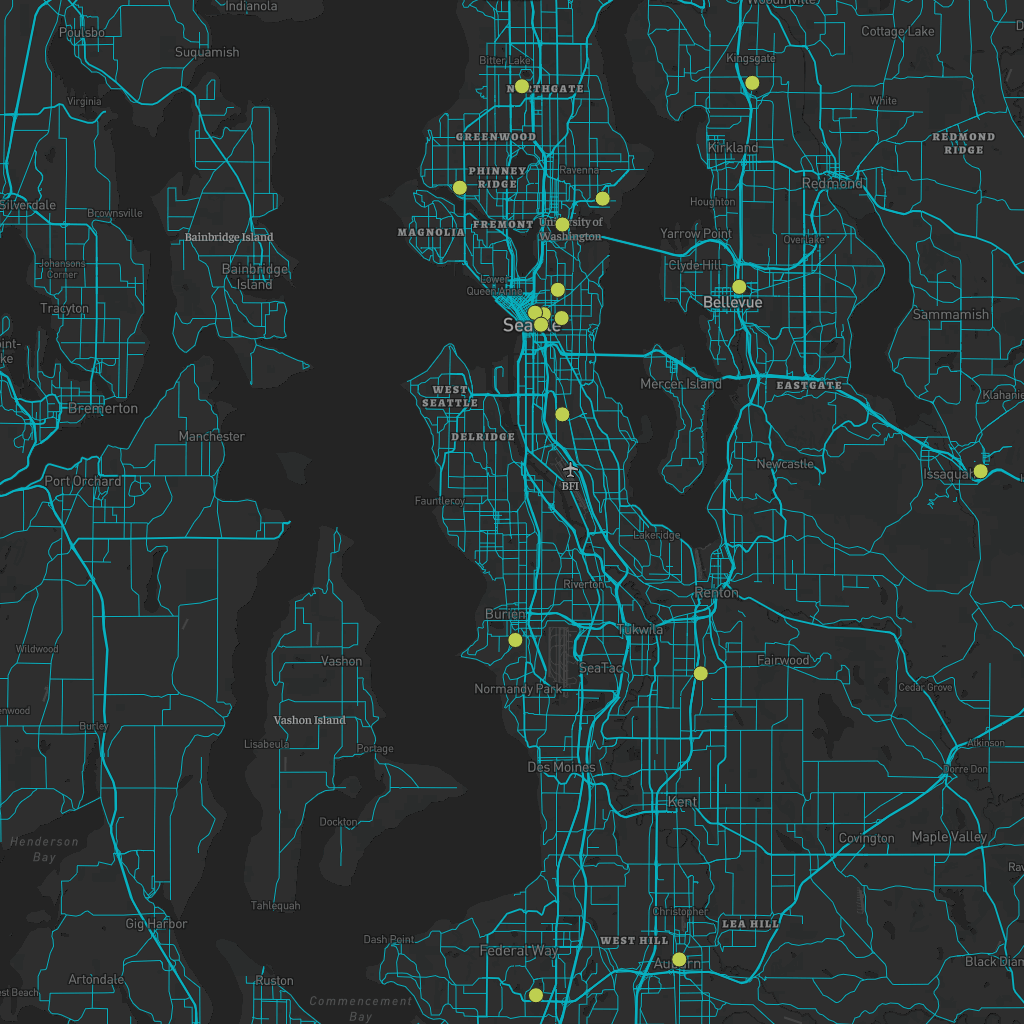 Indianola
Woodinville
Poulsbo
Cottage Lake
Suquamish
Bitter Lake
Kingsgate
NORTHGATE
Virginia
White
GREENWOOD
Kirkland
REDMOND
RIDGE
PHINNEY
RIDGE
Ravenna
Redmond
Silverdale
Brownsville
Houghton
MAGNOLIA
FREMONT
University of
Washington
Yarrow Point
Overlake
Bainbridge Island
Johansons
Corner
Bainbridge
Island
Clyde Hill
Lower
Queen Anne
Tracyton
Bellevue
Sammamish
Seattle
Mercer Island
EASTGATE
WEST
SEATTLE
Klahanie
Bremerton
Manchester
DELRIDGE
Newcastle
Issaquah
Port Orchard
BFI
Fauntleroy
Lakeridge
Riverton
Renton
Burien
Tukwila
Wildwood
Vashon
SeaTac
Fairwood
Normandy Park
Cedar Grove
Burley
Vashon Island
Lisabeula
Portage
Atkinson
Des Moines
Dorre Don
Kent
Dockton
Covington
Maple Valley
Henderson
Bay
Tahlequah
Christopher
Gig Harbor
LEA HILL
Dash Point
WEST HILL
Federal Way
Auburn
Artondale
Ruston
Commencement
Bay